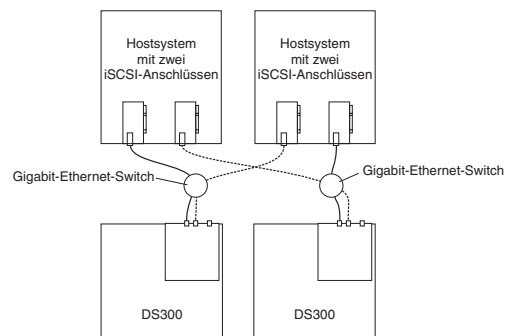 Hostsystem
mit zwei
iSCSI-Anschlüssen
Hostsystem
mit zwei
iSCSI-Anschlüssen
Gigabit-Ethernet-Switch
Gigabit-Ethernet-Switch
DS300
DS300